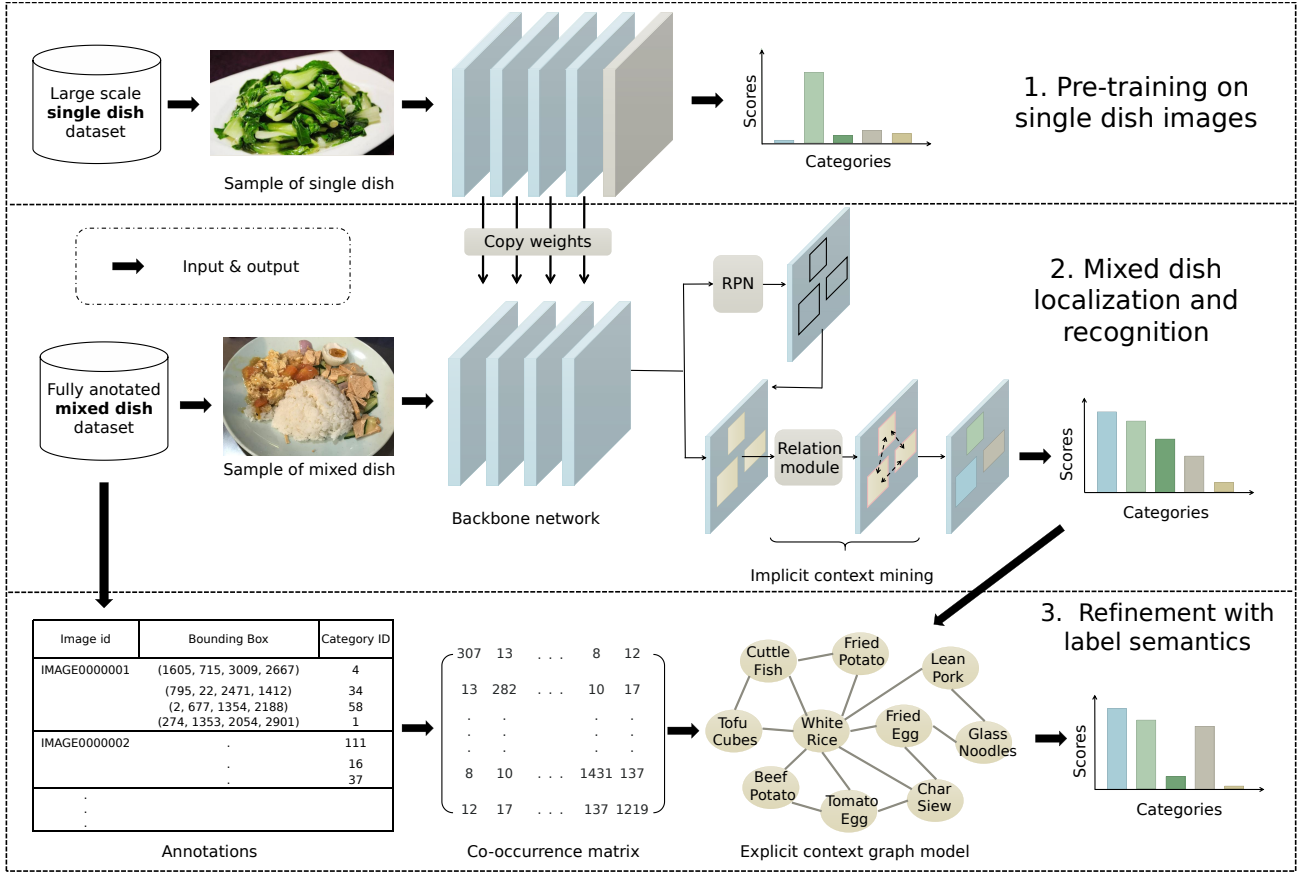 Large scale
single dish
dataset
Sample of single dish
Scores
Categories
1. Pre-training on
single dish images
Copy weights
Input & output
Fully anotated
mixed dish
dataset
Sample of mixed dish
Backbone network
RPN
Relation
module
Implicit context mining
Scores
Categories
2. Mixed dish
localization and
recognition
Image id Bounding Box Category ID
IMAGE0000001 (1605, 715, 3009, 2667) 4
(795, 22, 2471, 1412) 34
(2, 677, 1354, 2188) 58
(274, 1353, 2054, 2901) 1
IMAGE0000002 . 111
. 16
. 37
.
.
.
Annotations
307 13 . . . 8 12
13 282 . . . 10 17
. . . .
. . . .
. . . .
8 10 . . . 1431 137
12 17 . . . 137 1219
Co-occurrence matrix
Cuttle
Fish
Fried
Potato
Lean
Pork
Tofu
Cubes
White
Rice
Fried
Egg
Glass
Noodles
Beef
Potato
Tomato
Egg
Char
Siew
Explicit context graph model
3. Refinement with
label semantics
Scores
Categories